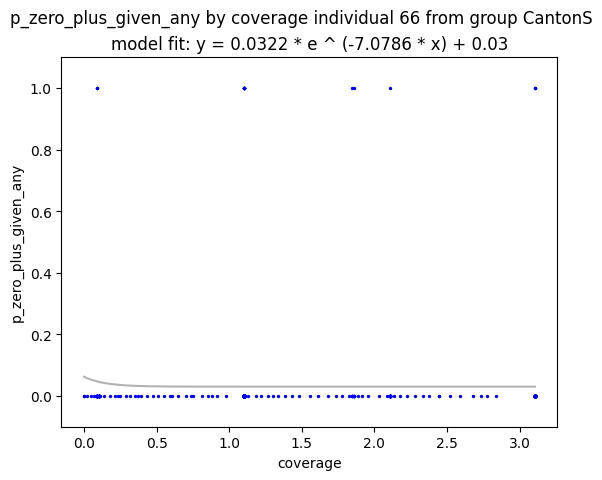 p_zero_plus_given_any by coverage individual 66 from group CantonS
model fit: y = 0.0322 * e ^ (-7.0786 * x) + 0.03
1.0
0.8
0.6
0.4
0.2
0.0
p_zero_plus_given_any
0.0 0.5 1.0 1.5 2.0 2.5 3.0
coverage